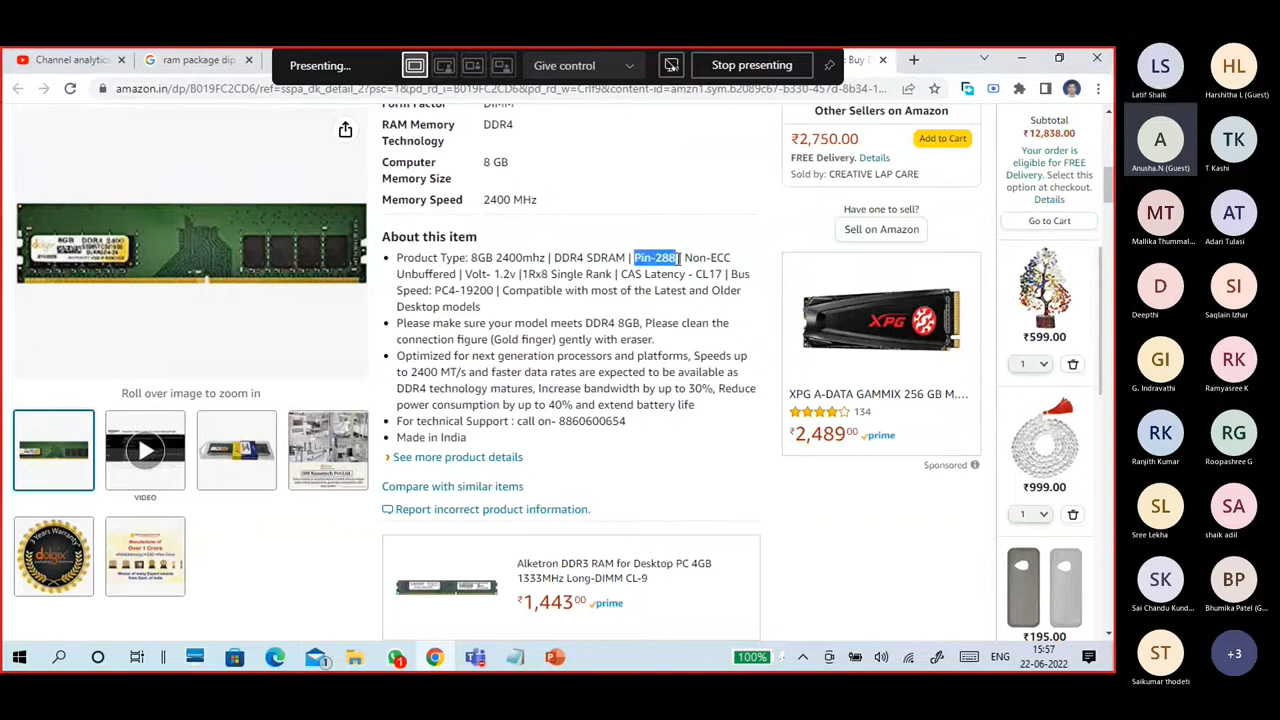 Channel analytics
ram package dip
Presenting...
Give control
Stop presenting
: Buy D
amazon.in/dp/B019FC2CD6/ref=sspa_dk_detail_2?psc=1&pd_rd_i=B019FC2CD6&pd_rd_w=Crlf9&content-id=amzn1.sym.b2089c67-b330-457d-8b34-1...
Form Factor DIMM
RAM Memory DDR4
Technology
Computer 8 GB
Memory Size
Memory Speed 2400 MHz
8GB DDR4 2400
Roll over image to zoom in
VIDEO
About this item
Product Type: 8GB 2400mhz | DDR4 SDRAM | Pin-288 | Non-ECC
Unbuffered | Volt- 1.2v |1Rx8 Single Rank | CAS Latency - CL17 | Bus
Speed: PC4-19200 | Compatible with most of the Latest and Older
Desktop models
Please make sure your model meets DDR4 8GB, Please clean the
connection figure (Gold finger) gently with eraser.
Optimized for next generation processors and platforms, Speeds up
to 2400 MT/s and faster data rates are expected to be available as
DDR4 technology matures, Increase bandwidth by up to 30%, Reduce
power consumption by up to 40% and extend battery life
For technical Support : call on- 8860600654
Made in India
› See more product details
Compare with similar items
Report incorrect product information.
Alketron DDR3 RAM for Desktop PC 4GB
1333MHz Long-DIMM CL-9
₹1,443.00 prime
dolgix
Other Sellers on Amazon
₹2,750.00 Add to Cart
FREE Delivery. Details
Sold by: CREATIVE LAP CARE
Have one to sell?
Sell on Amazon
XPG
XPG A-DATA GAMMIX 256 GB M....
134
₹2,489.00 prime
Sponsored
Subtotal
₹12,838.00
Your order is
eligible for FREE
Delivery. Select this
option at checkout.
Details
Go to Cart
₹599.00
1
₹999.00
1
₹195.00
100%
ENG
15:57
22-06-2022
1
1
LS
Latif Shaik
HL
Harshitha L (Guest)
A
Anusha.N (Guest)
TK
T Kashi
MT
Mallika Thummal...
AT
Adari Tulasi
D
Deepthi
SI
Saqlain Izhar
GI
G. Indravathi
RK
Ramyasree K
RK
Ranjith Kumar
RG
Roopashree G
SL
Sree Lekha
SA
shaik adil
SK
Sai Chandu Kund...
BP
Bhumika Patel (G...
ST
Saikumar thodeti
+3